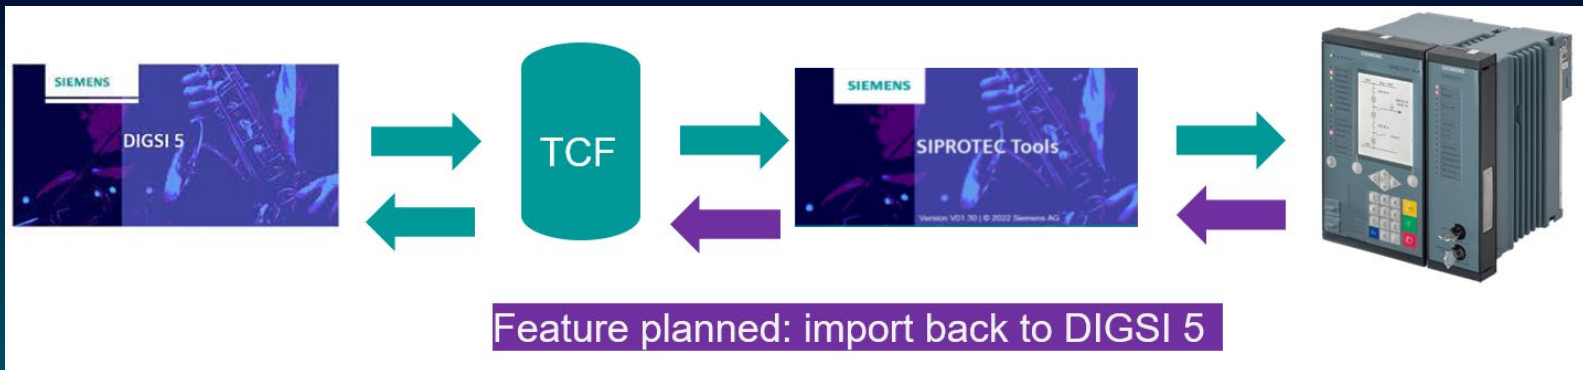 SIEMENS
DIGSI 5
TCF
SIEMENS
SIPROTEC Tools
Version V01.30 | © 2022 Siemens AG
SIEMENS
Feature planned: import back to DIGSI 5